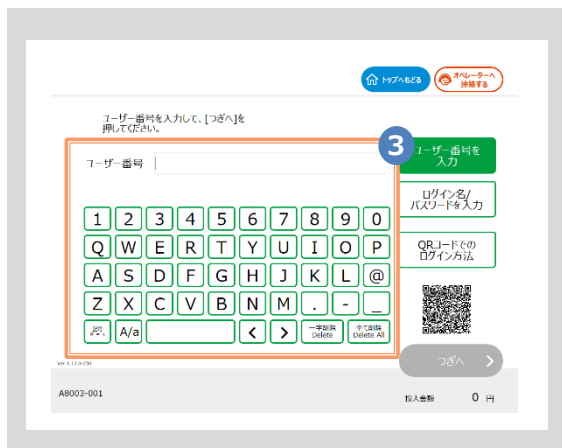 トップへもどる
オペレーターへ
連絡する
ユーザー番号を入力して、[つぎへ]を
押してください。
3
ユーザー番号
ユーザー番号を
入力
ログイン名/
パスワードを入力
QRコードでの
ログイン方法
1 2 3 4 5 6 7 8 9 0
Q W E R T Y U I O P
A S D F G H J K L @
Z X C V B N M . - _
A/a < > 一字削除 全て削除
Delete Delete All
つぎへ >
A8003-001
投入金額 0 円